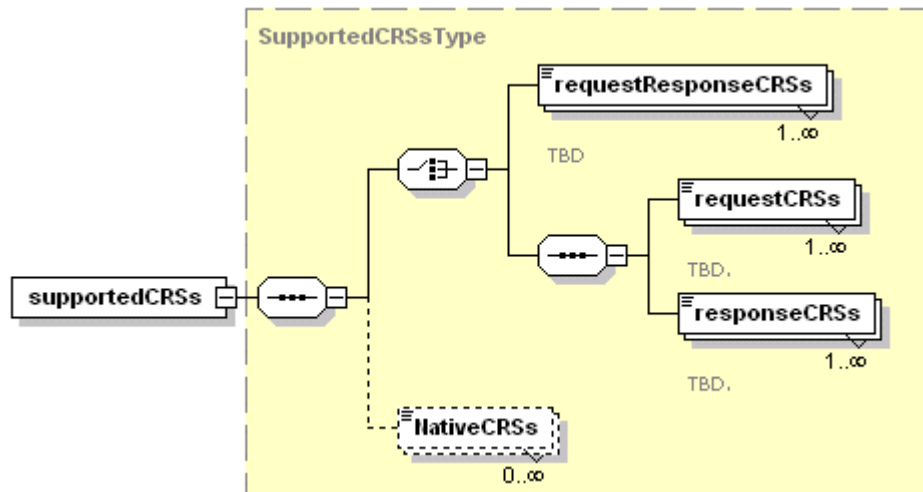 SupportedCRSsType
requestResponseCRSs
1..∞
TBD
requestCRSs
1..∞
TBD.
supportedCRSs
responseCRSs
1..∞
TBD.
NativeCRSs
0..∞